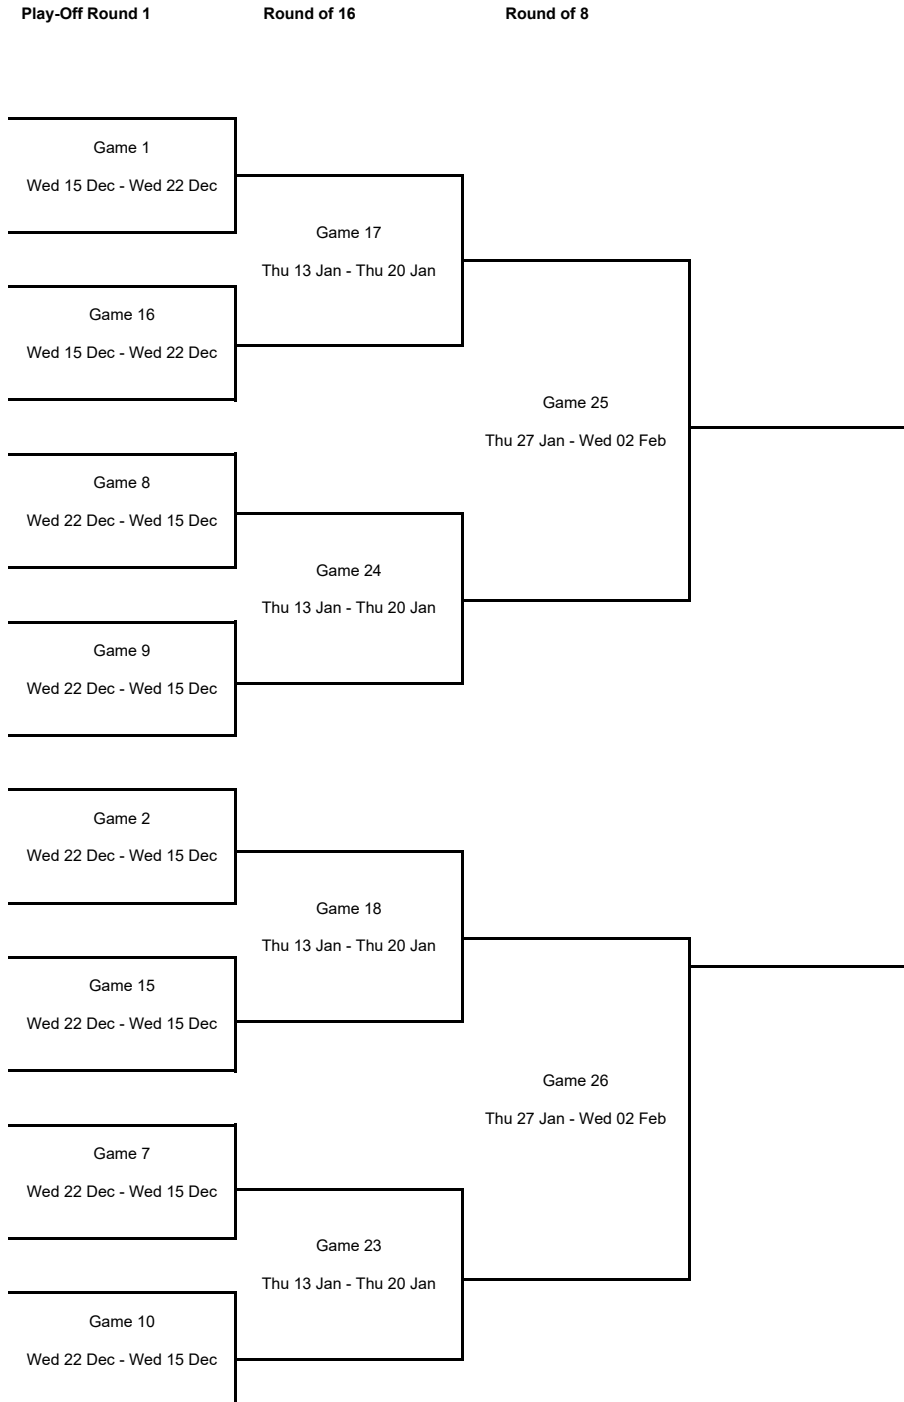 Play-Off Round 1
Round of 16
Round of 8
Game 1
Wed 15 Dec - Wed 22 Dec
Game 17
Thu 13 Jan - Thu 20 Jan
Game 16
Wed 15 Dec - Wed 22 Dec
Game 25
Thu 27 Jan - Wed 02 Feb
Game 8
Wed 22 Dec - Wed 15 Dec
Game 24
Thu 13 Jan - Thu 20 Jan
Game 9
Wed 22 Dec - Wed 15 Dec
Game 2
Wed 22 Dec - Wed 15 Dec
Game 18
Thu 13 Jan - Thu 20 Jan
Game 15
Wed 22 Dec - Wed 15 Dec
Game 26
Thu 27 Jan - Wed 02 Feb
Game 7
Wed 22 Dec - Wed 15 Dec
Game 23
Thu 13 Jan - Thu 20 Jan
Game 10
Wed 22 Dec - Wed 15 Dec